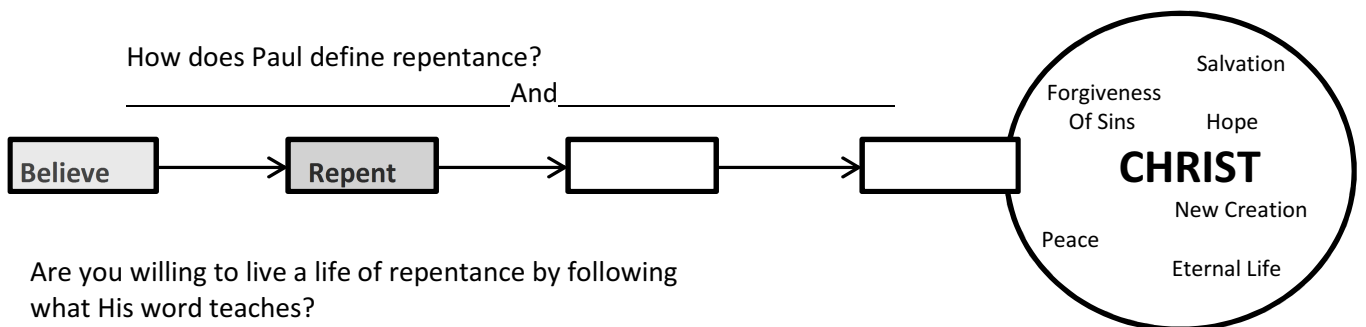 How does Paul define repentance?
______________________________And__________________________
Believe
Repent
Salvation
Forgiveness
Of Sins
Hope
CHRIST
New Creation
Peace
Eternal Life
Are you willing to live a life of repentance by following
what His word teaches?